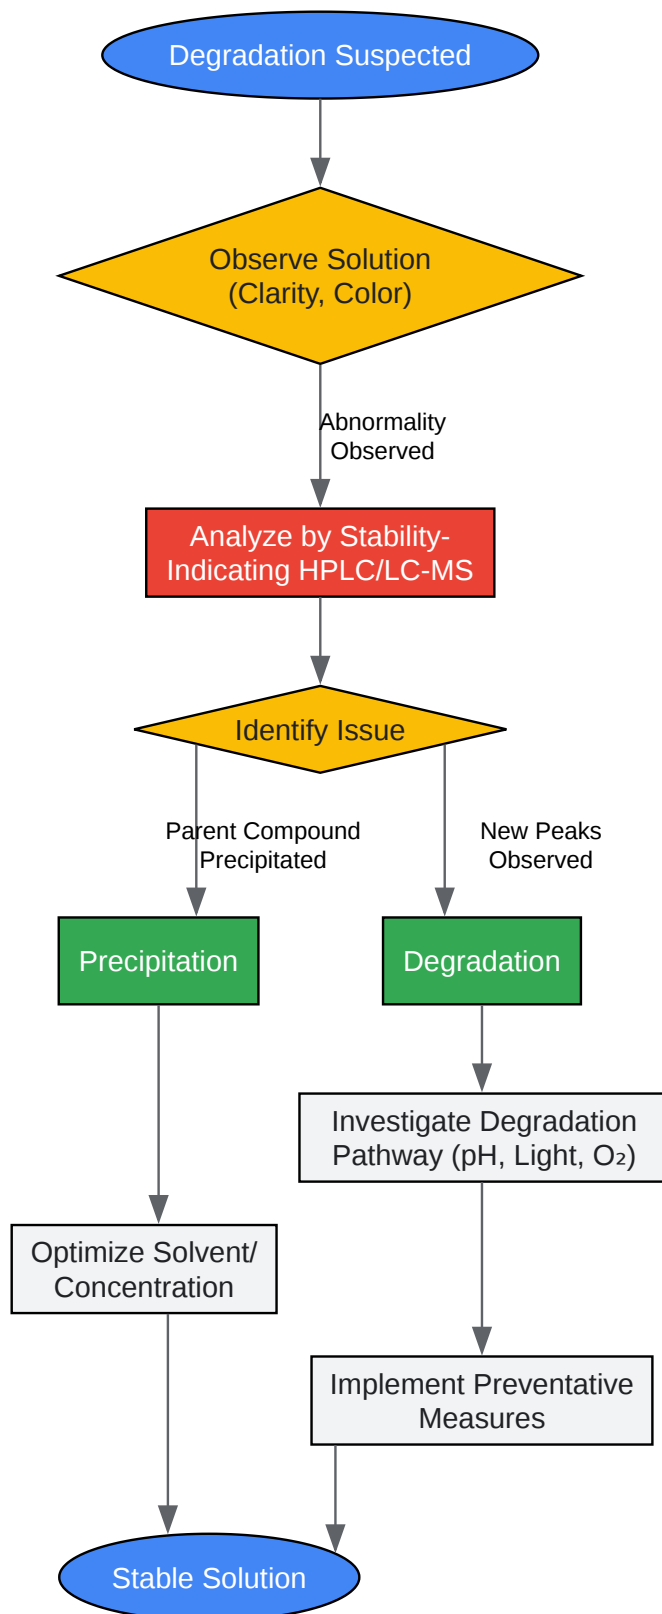 Degradation Suspected
Observe Solution
(Clarity, Color)
Abnormality
Observed
Analyze by Stability-
Indicating HPLC/LC-MS
Identify Issue
Parent Compound
Precipitated
New Peaks
Observed
Precipitation
Degradation
Investigate Degradation
Pathway (pH, Light, O₂)
Optimize Solvent/
Concentration
Implement Preventative
Measures
Stable Solution